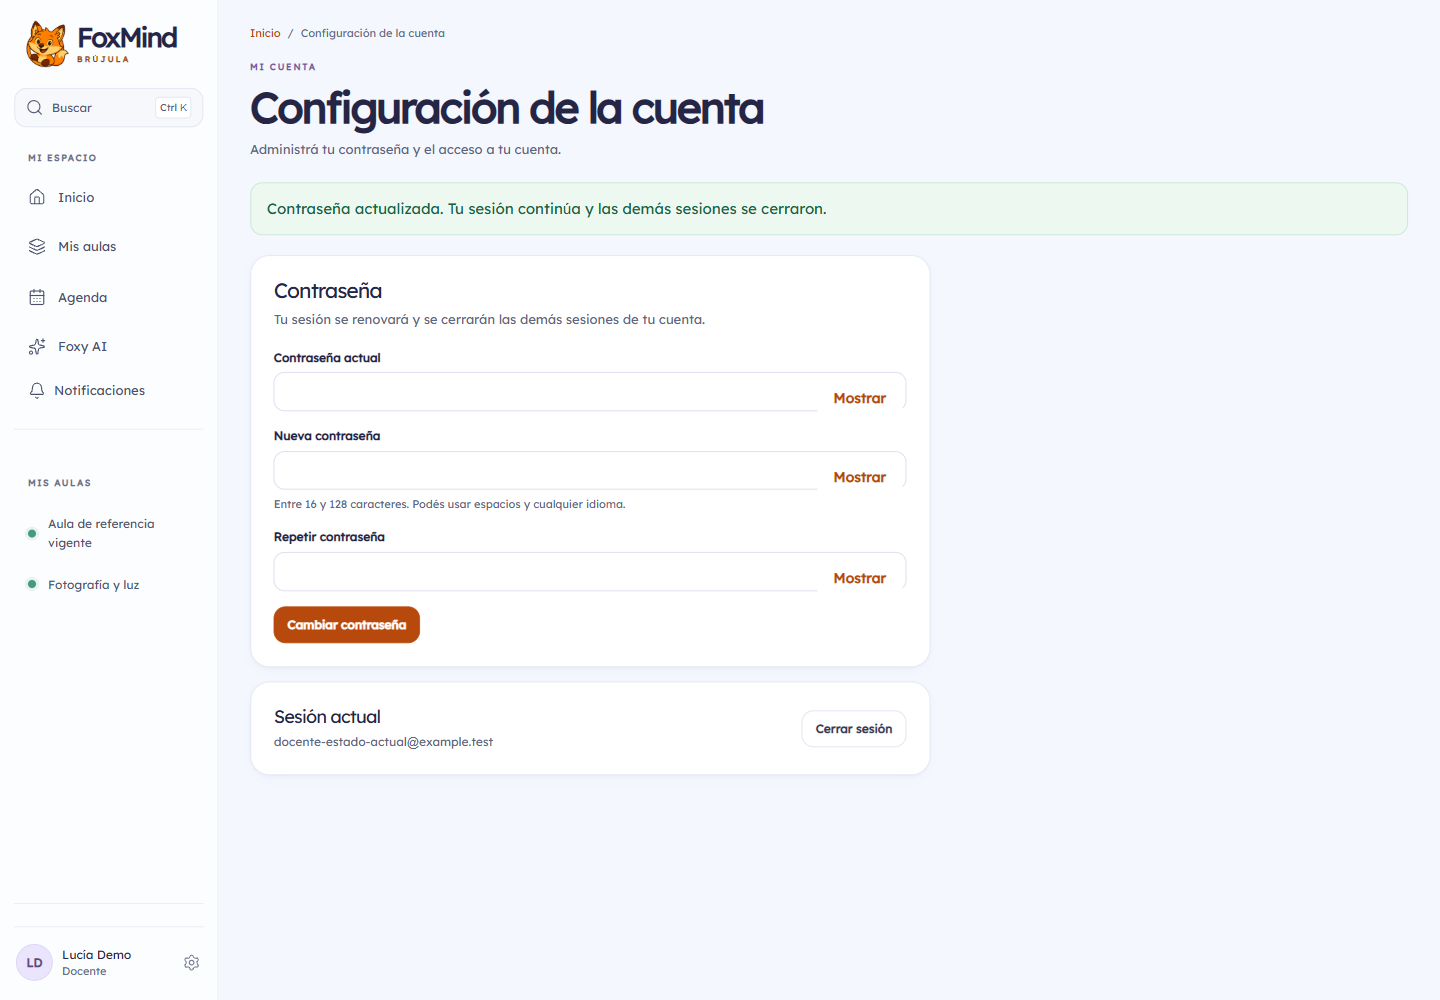 FoxMind
BRÚJULA
Buscar
Ctrl K
MI ESPACIO
Inicio
Mis aulas
Agenda
Foxy AI
Notificaciones
MIS AULAS
Aula de referencia
vigente
Fotografía y luz
LD
Lucía Demo
Docente
Inicio / Configuración de la cuenta
MI CUENTA
Configuración de la cuenta
Administrá tu contraseña y el acceso a tu cuenta.
Contraseña actualizada. Tu sesión continúa y las demás sesiones se cerraron.
Contraseña
Tu sesión se renovará y se cerrarán las demás sesiones de tu cuenta.
Contraseña actual
Mostrar
Nueva contraseña
Mostrar
Entre 16 y 128 caracteres. Podés usar espacios y cualquier idioma.
Repetir contraseña
Mostrar
Cambiar contraseña
Sesión actual
docente-estado-actual@example.test
Cerrar sesión